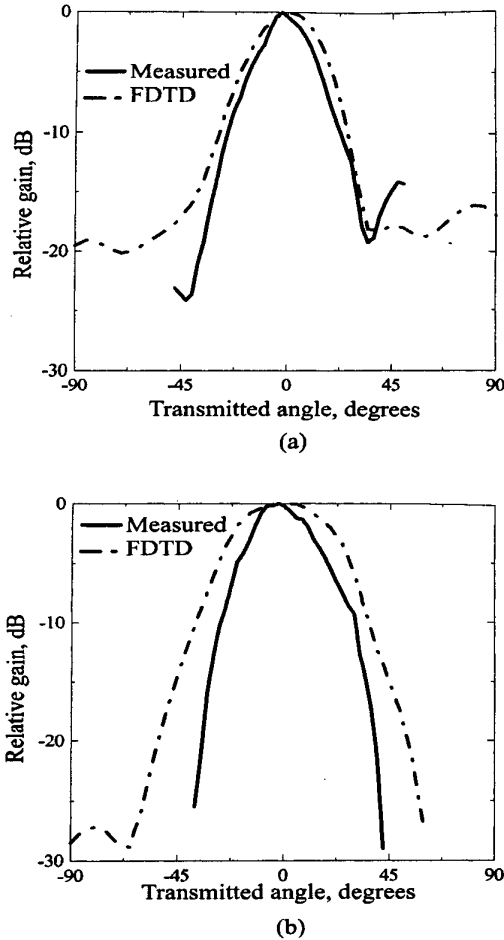 0
Measured
FDTD
-10
-20
-30
Relative gain, dB
-90
-45
0
45
90
Transmitted angle, degrees
(a)
0
Measured
FDTD
-10
-20
-30
Relative gain, dB
-90
-45
0
45
90
Transmitted angle, degrees
(b)